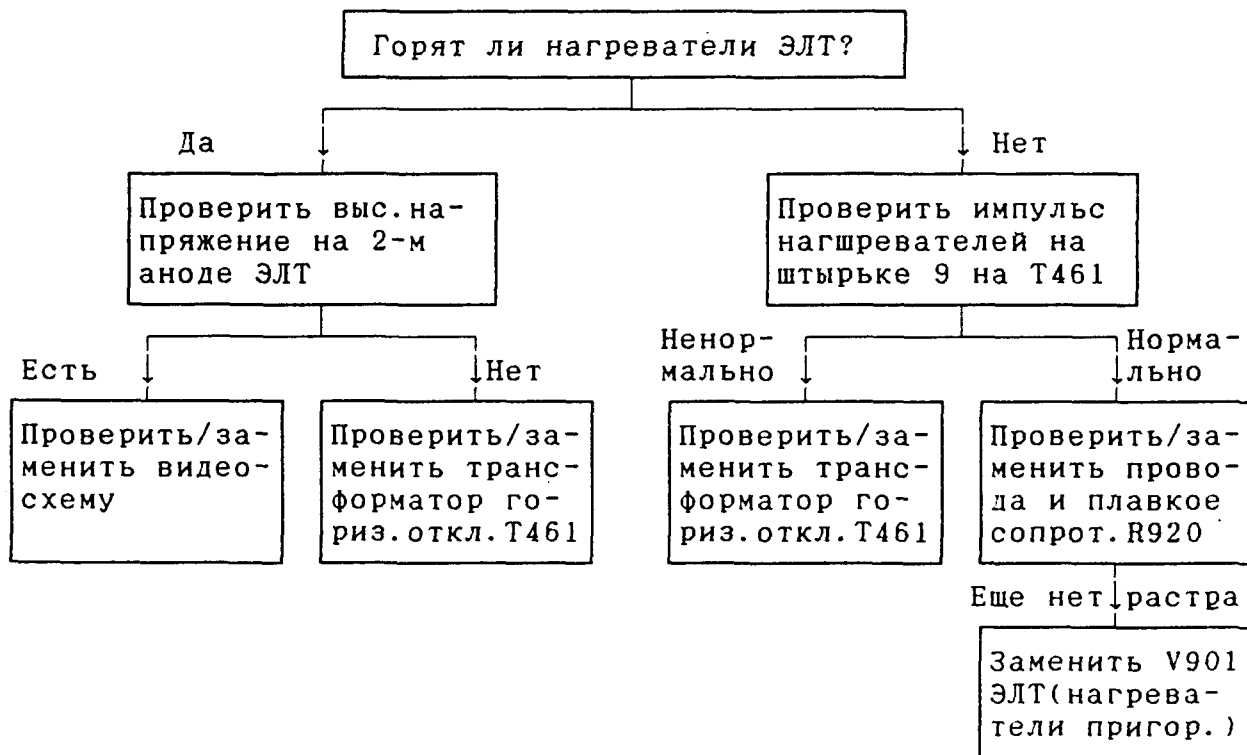 Горят ли нагреватели ЭЛТ?
Да
Нет
Проверить выс.на-
пряжение на 2-м
аноде ЭЛТ
Проверить импульс
нагшревателей на
штырьке 9 на Т461
Есть
Нет
Ненор-
мально
Норма-
льно
Проверить/за-
менить видео-
схему
Проверить/за-
менить транс-
форматор го-
риз.откл.Т461
Проверить/за-
менить транс-
форматор го-
риз.откл.Т461
Проверить/за-
менить прово-
да и плавкое
сопрот.R920
Еще нет растра
Заменить V901
ЭЛТ(нагрева-
тели пригор.)